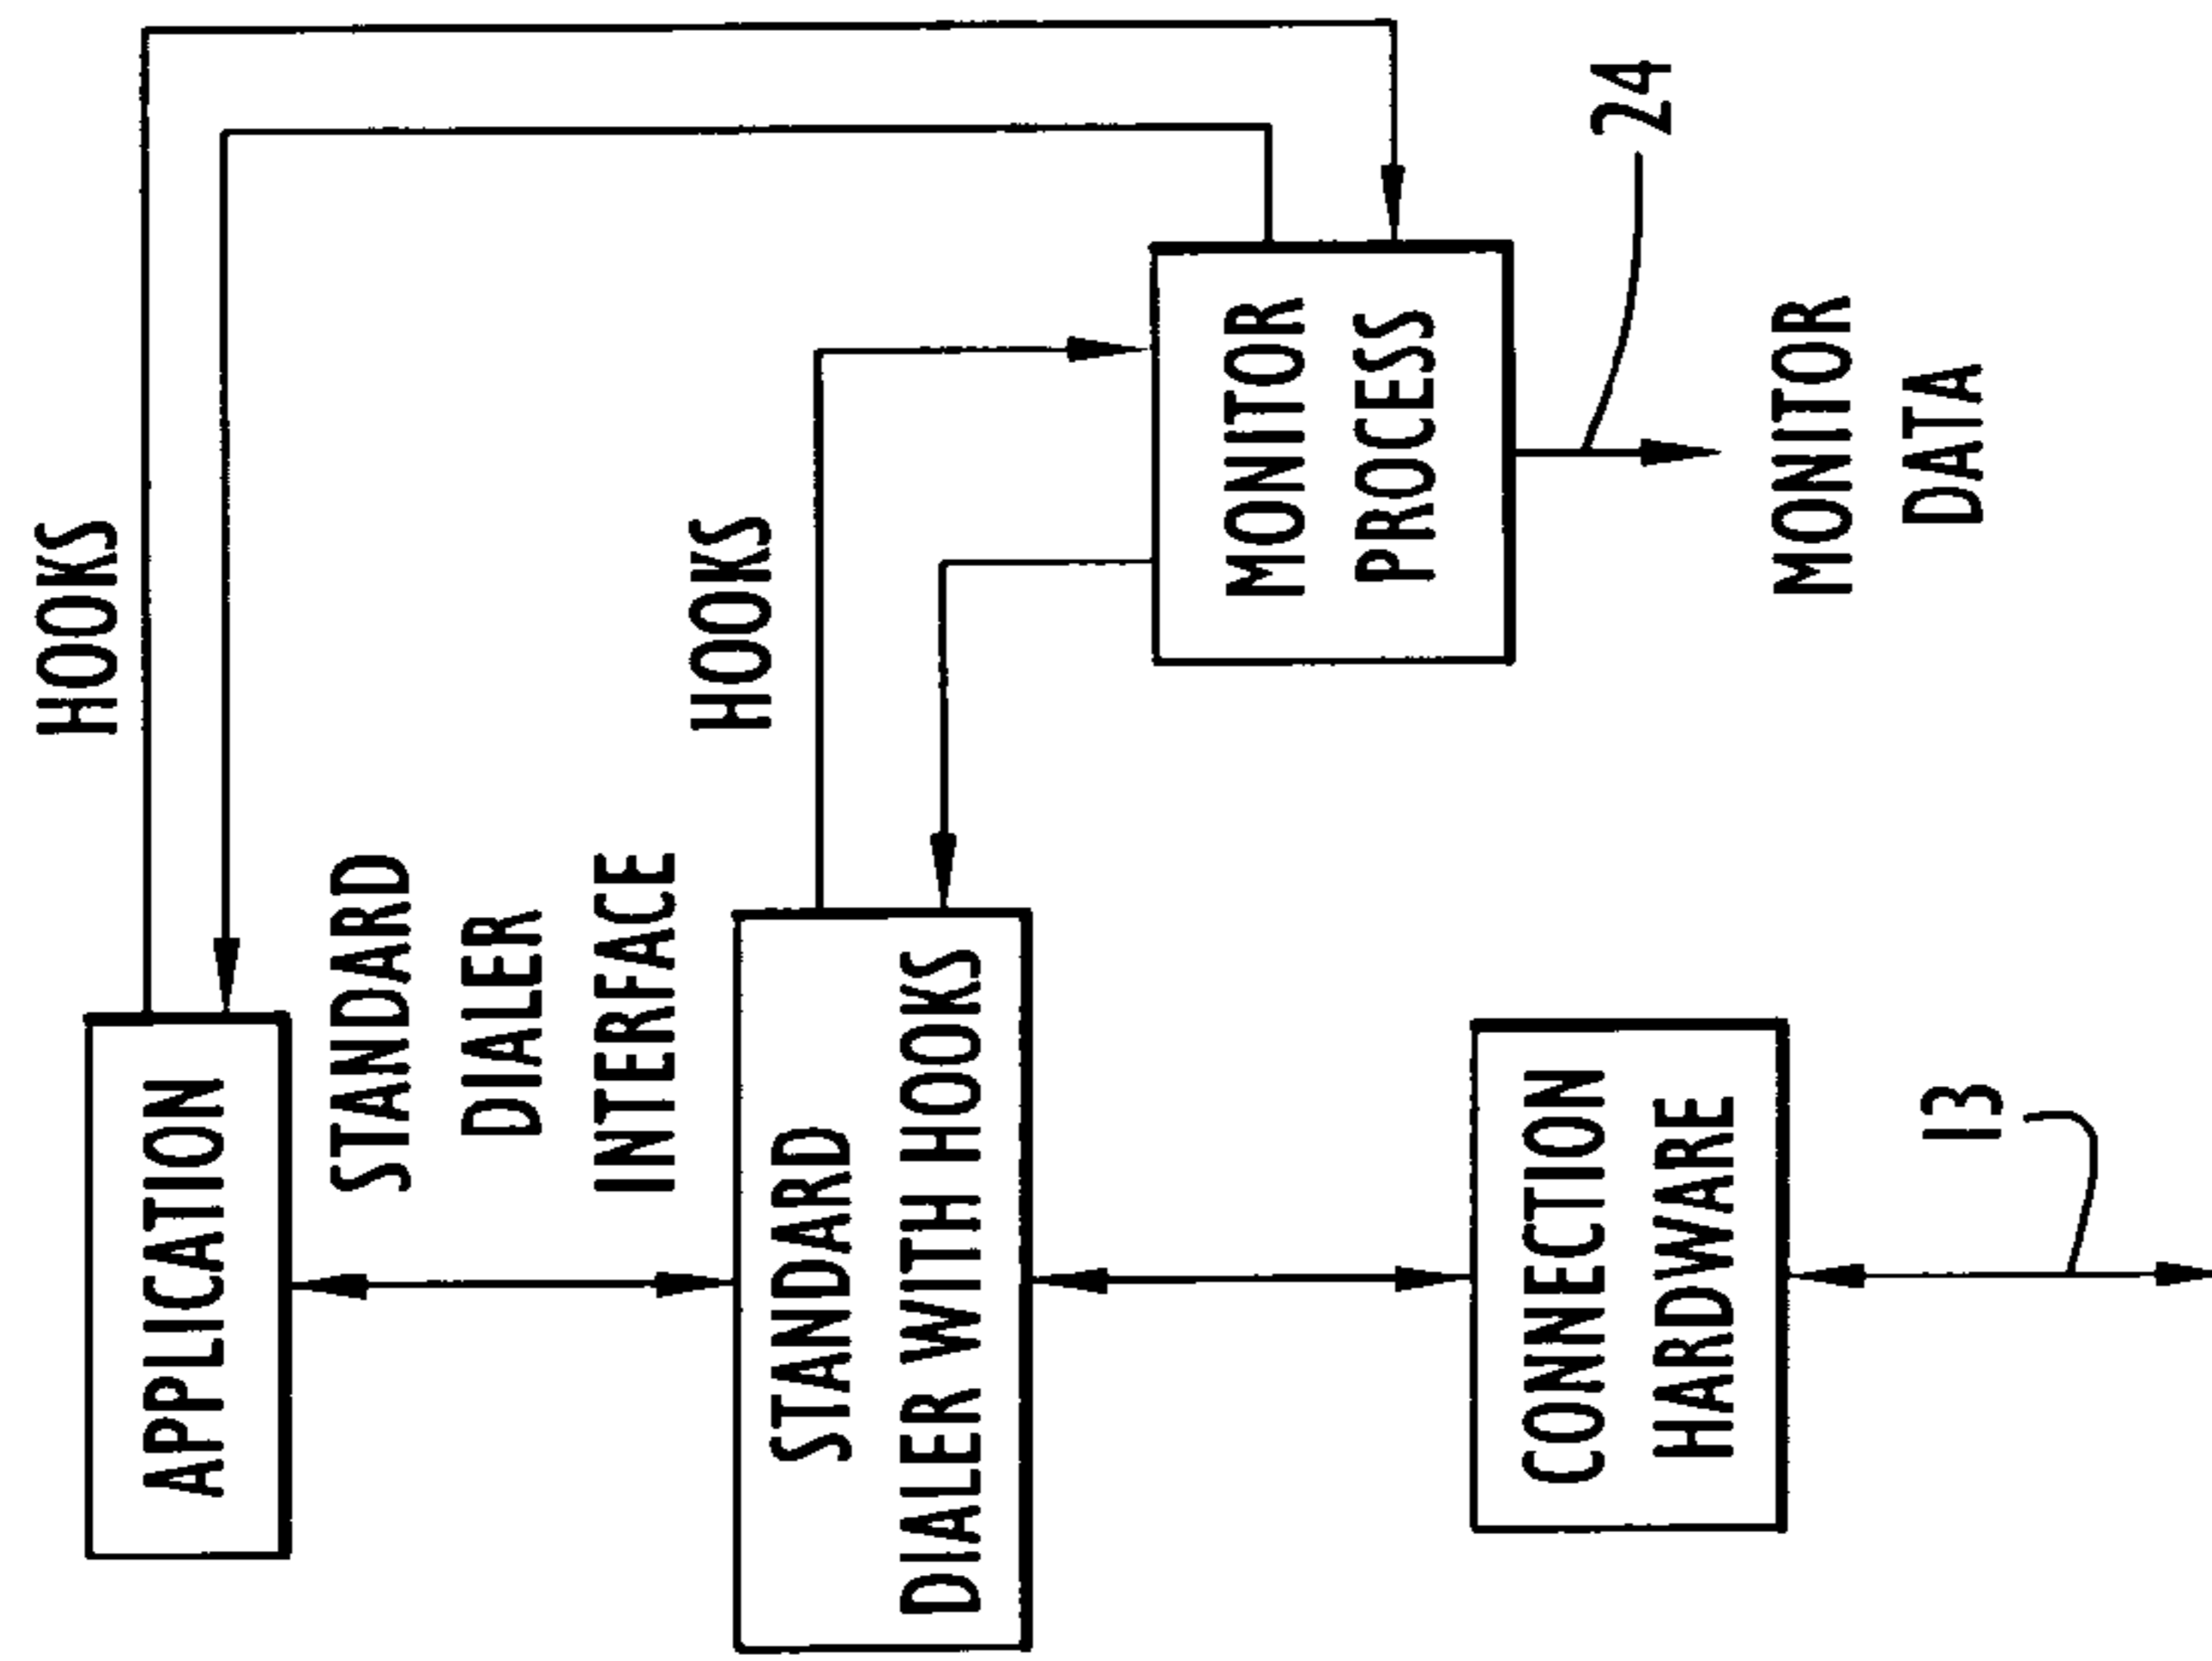 HOOKS
APPLICATION
STANDARD
DIALER
INTERFACE
HOOKS
STANDARD
DIALER WITH HOOKS
MONITOR
PROCESS
24
MONITOR
DATA
CONNECTION
HARDWARE
13